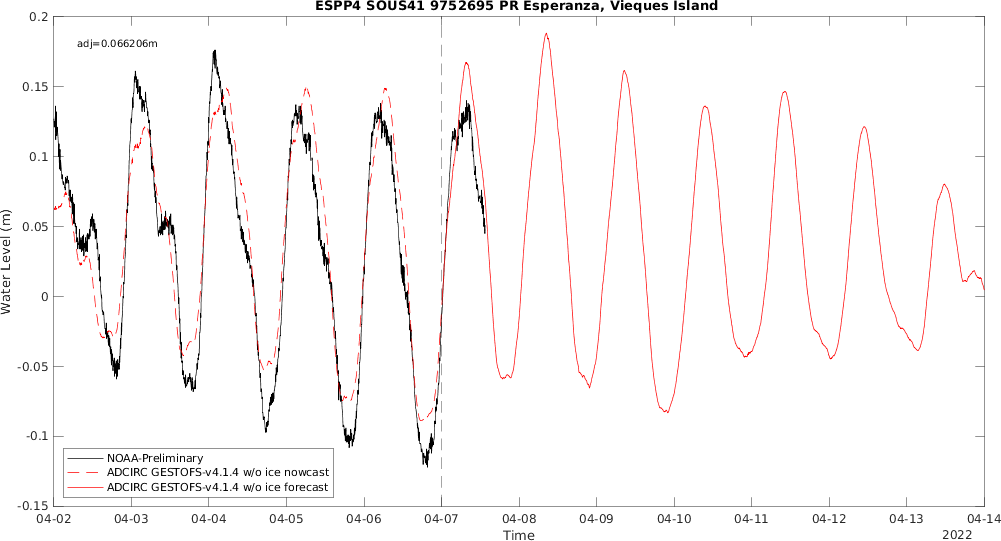 ESPP4 SOUS41 9752695 PR Esperanza, Vieques Island
adj=0.066206m
0.2
0.15
0.1
0.05
0
-0.05
-0.1
-0.15
Water Level (m)
NOAA-Preliminary
ADCIRC GESTOFS-v4.1.4 w/o ice nowcast
ADCIRC GESTOFS-v4.1.4 w/o ice forecast
04-02 04-03 04-04 04-05 04-06 04-07 04-08 04-09 04-10 04-11 04-12 04-13 04-14
Time
2022